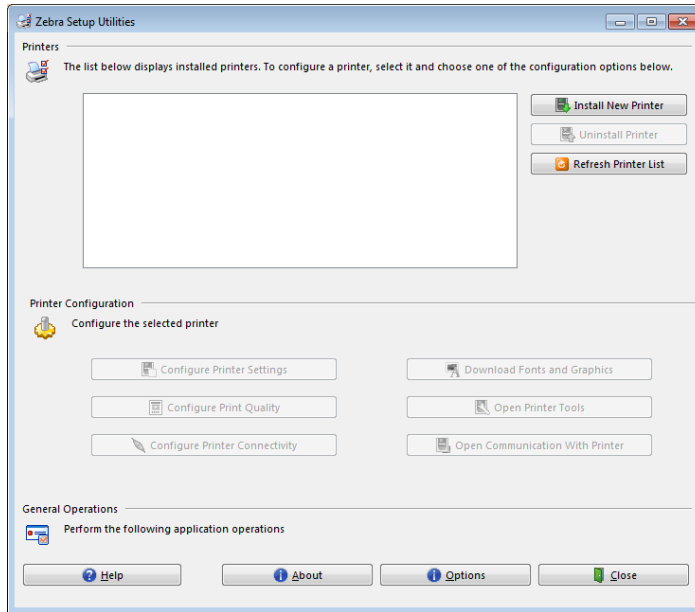 Zebra Setup Utilities
Printers
The list below displays installed printers. To configure a printer, select it and choose one of the configuration options below.
Install New Printer
Uninstall Printer
Refresh Printer List
Printer Configuration
Configure the selected printer
Configure Printer Settings
Download Fonts and Graphics
Configure Print Quality
Open Printer Tools
Configure Printer Connectivity
Open Communication With Printer
General Operations
Perform the following application operations
Help
About
Options
Close